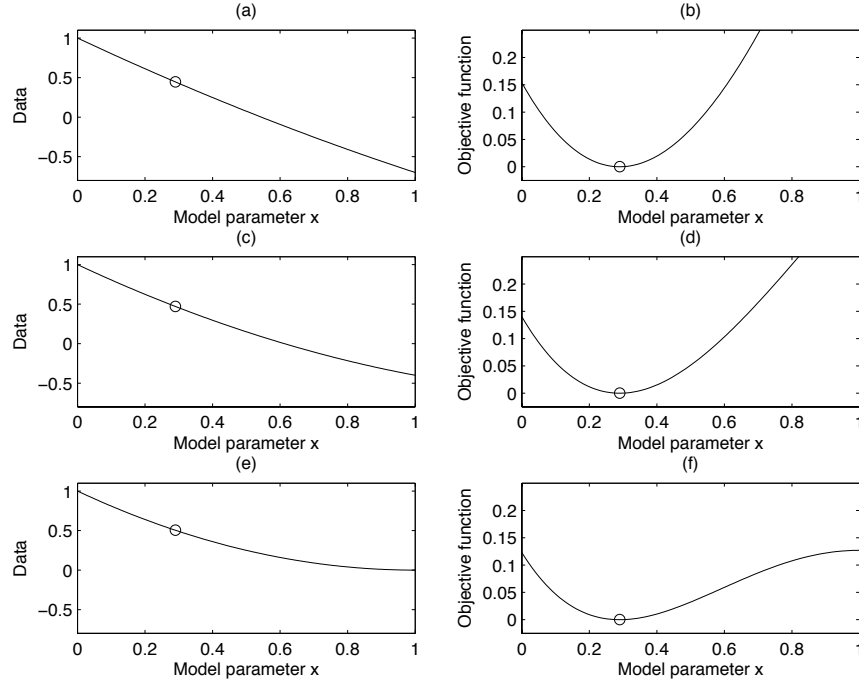 (a)
1
0.5
0
−0.5
Data
0 0.2 0.4 0.6 0.8 1
Model parameter x
(b)
0.2
0.15
0.1
0.05
0
Objective function
0 0.2 0.4 0.6 0.8 1
Model parameter x
(c)
1
0.5
0
−0.5
Data
0 0.2 0.4 0.6 0.8 1
Model parameter x
(d)
0.2
0.15
0.1
0.05
0
Objective function
0 0.2 0.4 0.6 0.8 1
Model parameter x
(e)
1
0.5
0
−0.5
Data
0 0.2 0.4 0.6 0.8 1
Model parameter x
(f)
0.2
0.15
0.1
0.05
0
Objective function
0 0.2 0.4 0.6 0.8 1
Model parameter x